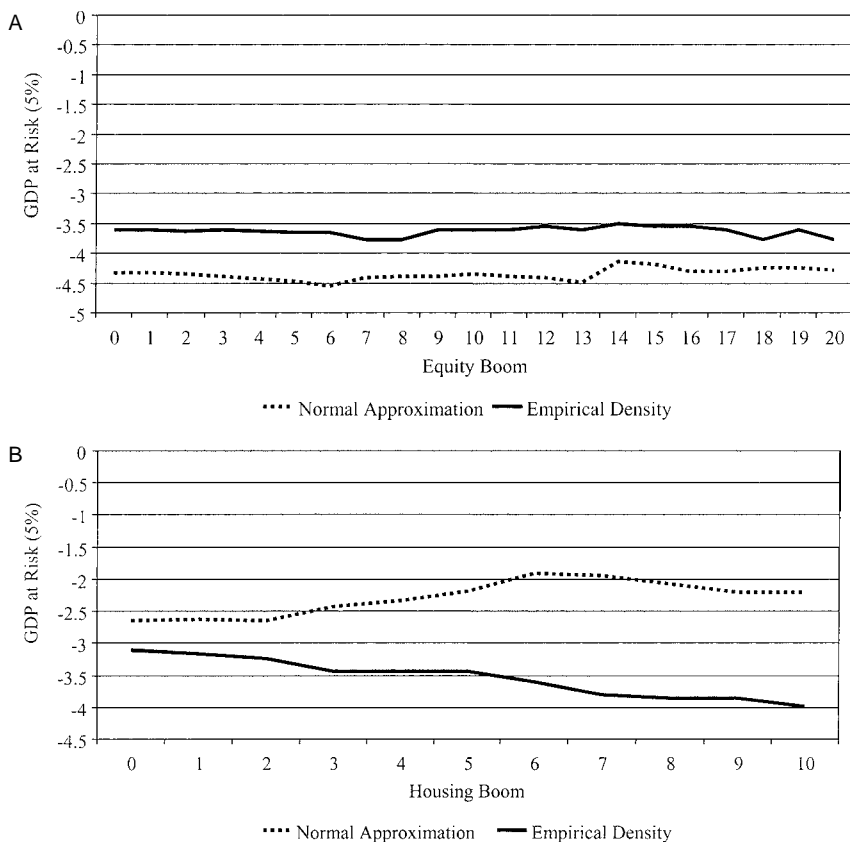 A
GDP at Risk (5%)
0
-0.5
-1
-1.5
-2
-2.5
-3
-3.5
-4
-4.5
-5
0 1 2 3 4 5 6 7 8 9 10 11 12 13 14 15 16 17 18 19 20
Equity Boom
Normal Approximation Empirical Density
B
GDP at Risk (5%)
0
-0.5
-1
-1.5
-2
-2.5
-3
-3.5
-4
-4.5
0 1 2 3 4 5 6 7 8 9 10
Housing Boom
Normal Approximation Empirical Density